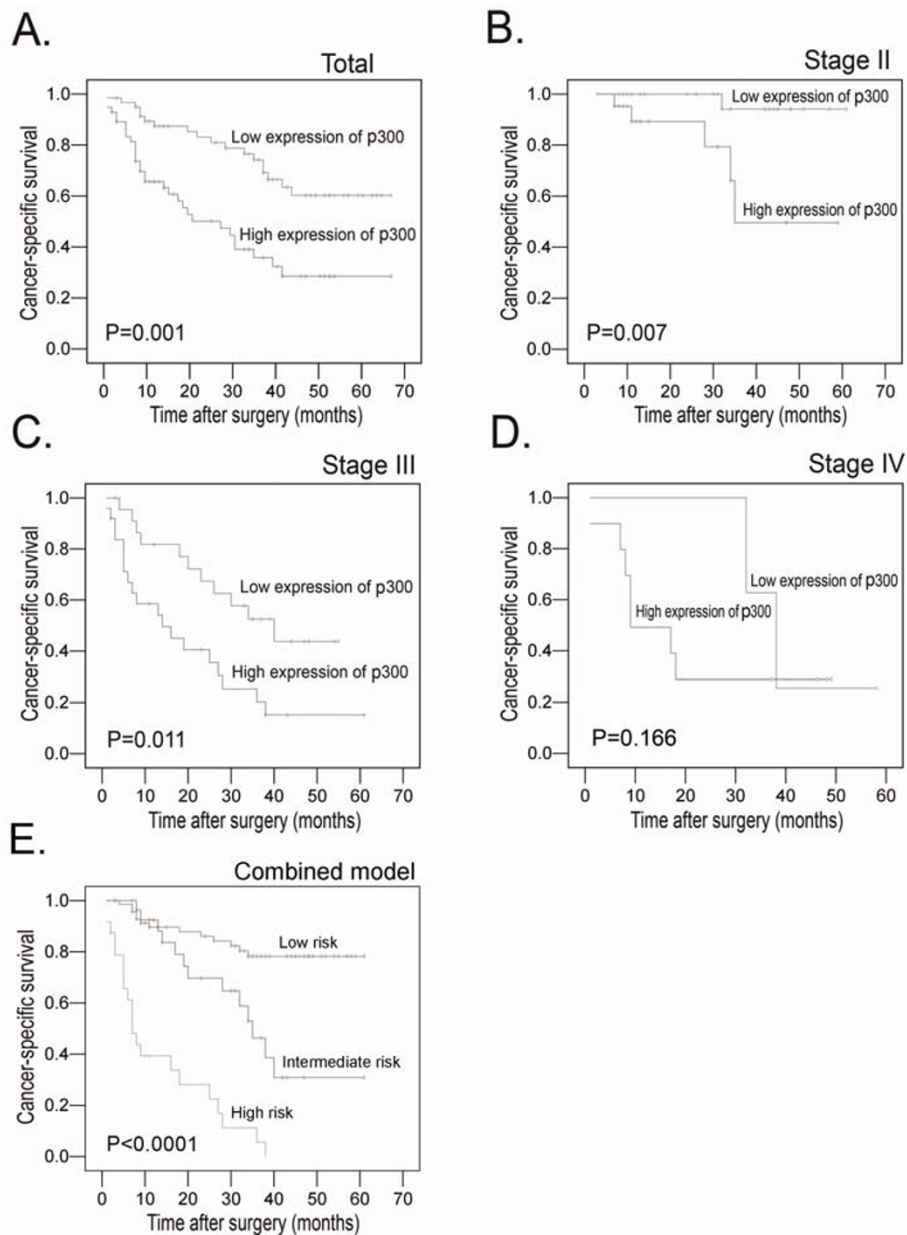 A.
Total
Cancer-specific survival
1.0
0.8
0.6
0.4
0.2
0.0
Low expression of p300
High expression of p300
P=0.001
0 10 20 30 40 50 60 70
Time after surgery (months)
B.
Stage II
Cancer-specific survival
1.0
0.8
0.6
0.4
0.2
0.0
Low expression of p300
High expression of p300
P=0.007
0 10 20 30 40 50 60 70
Time after surgery (months)
C.
Stage III
Cancer-specific survival
1.0
0.8
0.6
0.4
0.2
0.0
Low expression of p300
High expression of p300
P=0.011
0 10 20 30 40 50 60 70
Time after surgery (months)
D.
Stage IV
Cancer-specific survival
1.0
0.8
0.6
0.4
0.2
0.0
Low expression of p300
High expression of p300
P=0.166
0 10 20 30 40 50 60
Time after surgery (months)
E.
Combined model
Cancer-specific survival
1.0
0.8
0.6
0.4
0.2
0.0
Low risk
Intermediate risk
High risk
P<0.0001
0 10 20 30 40 50 60 70
Time after surgery (months)